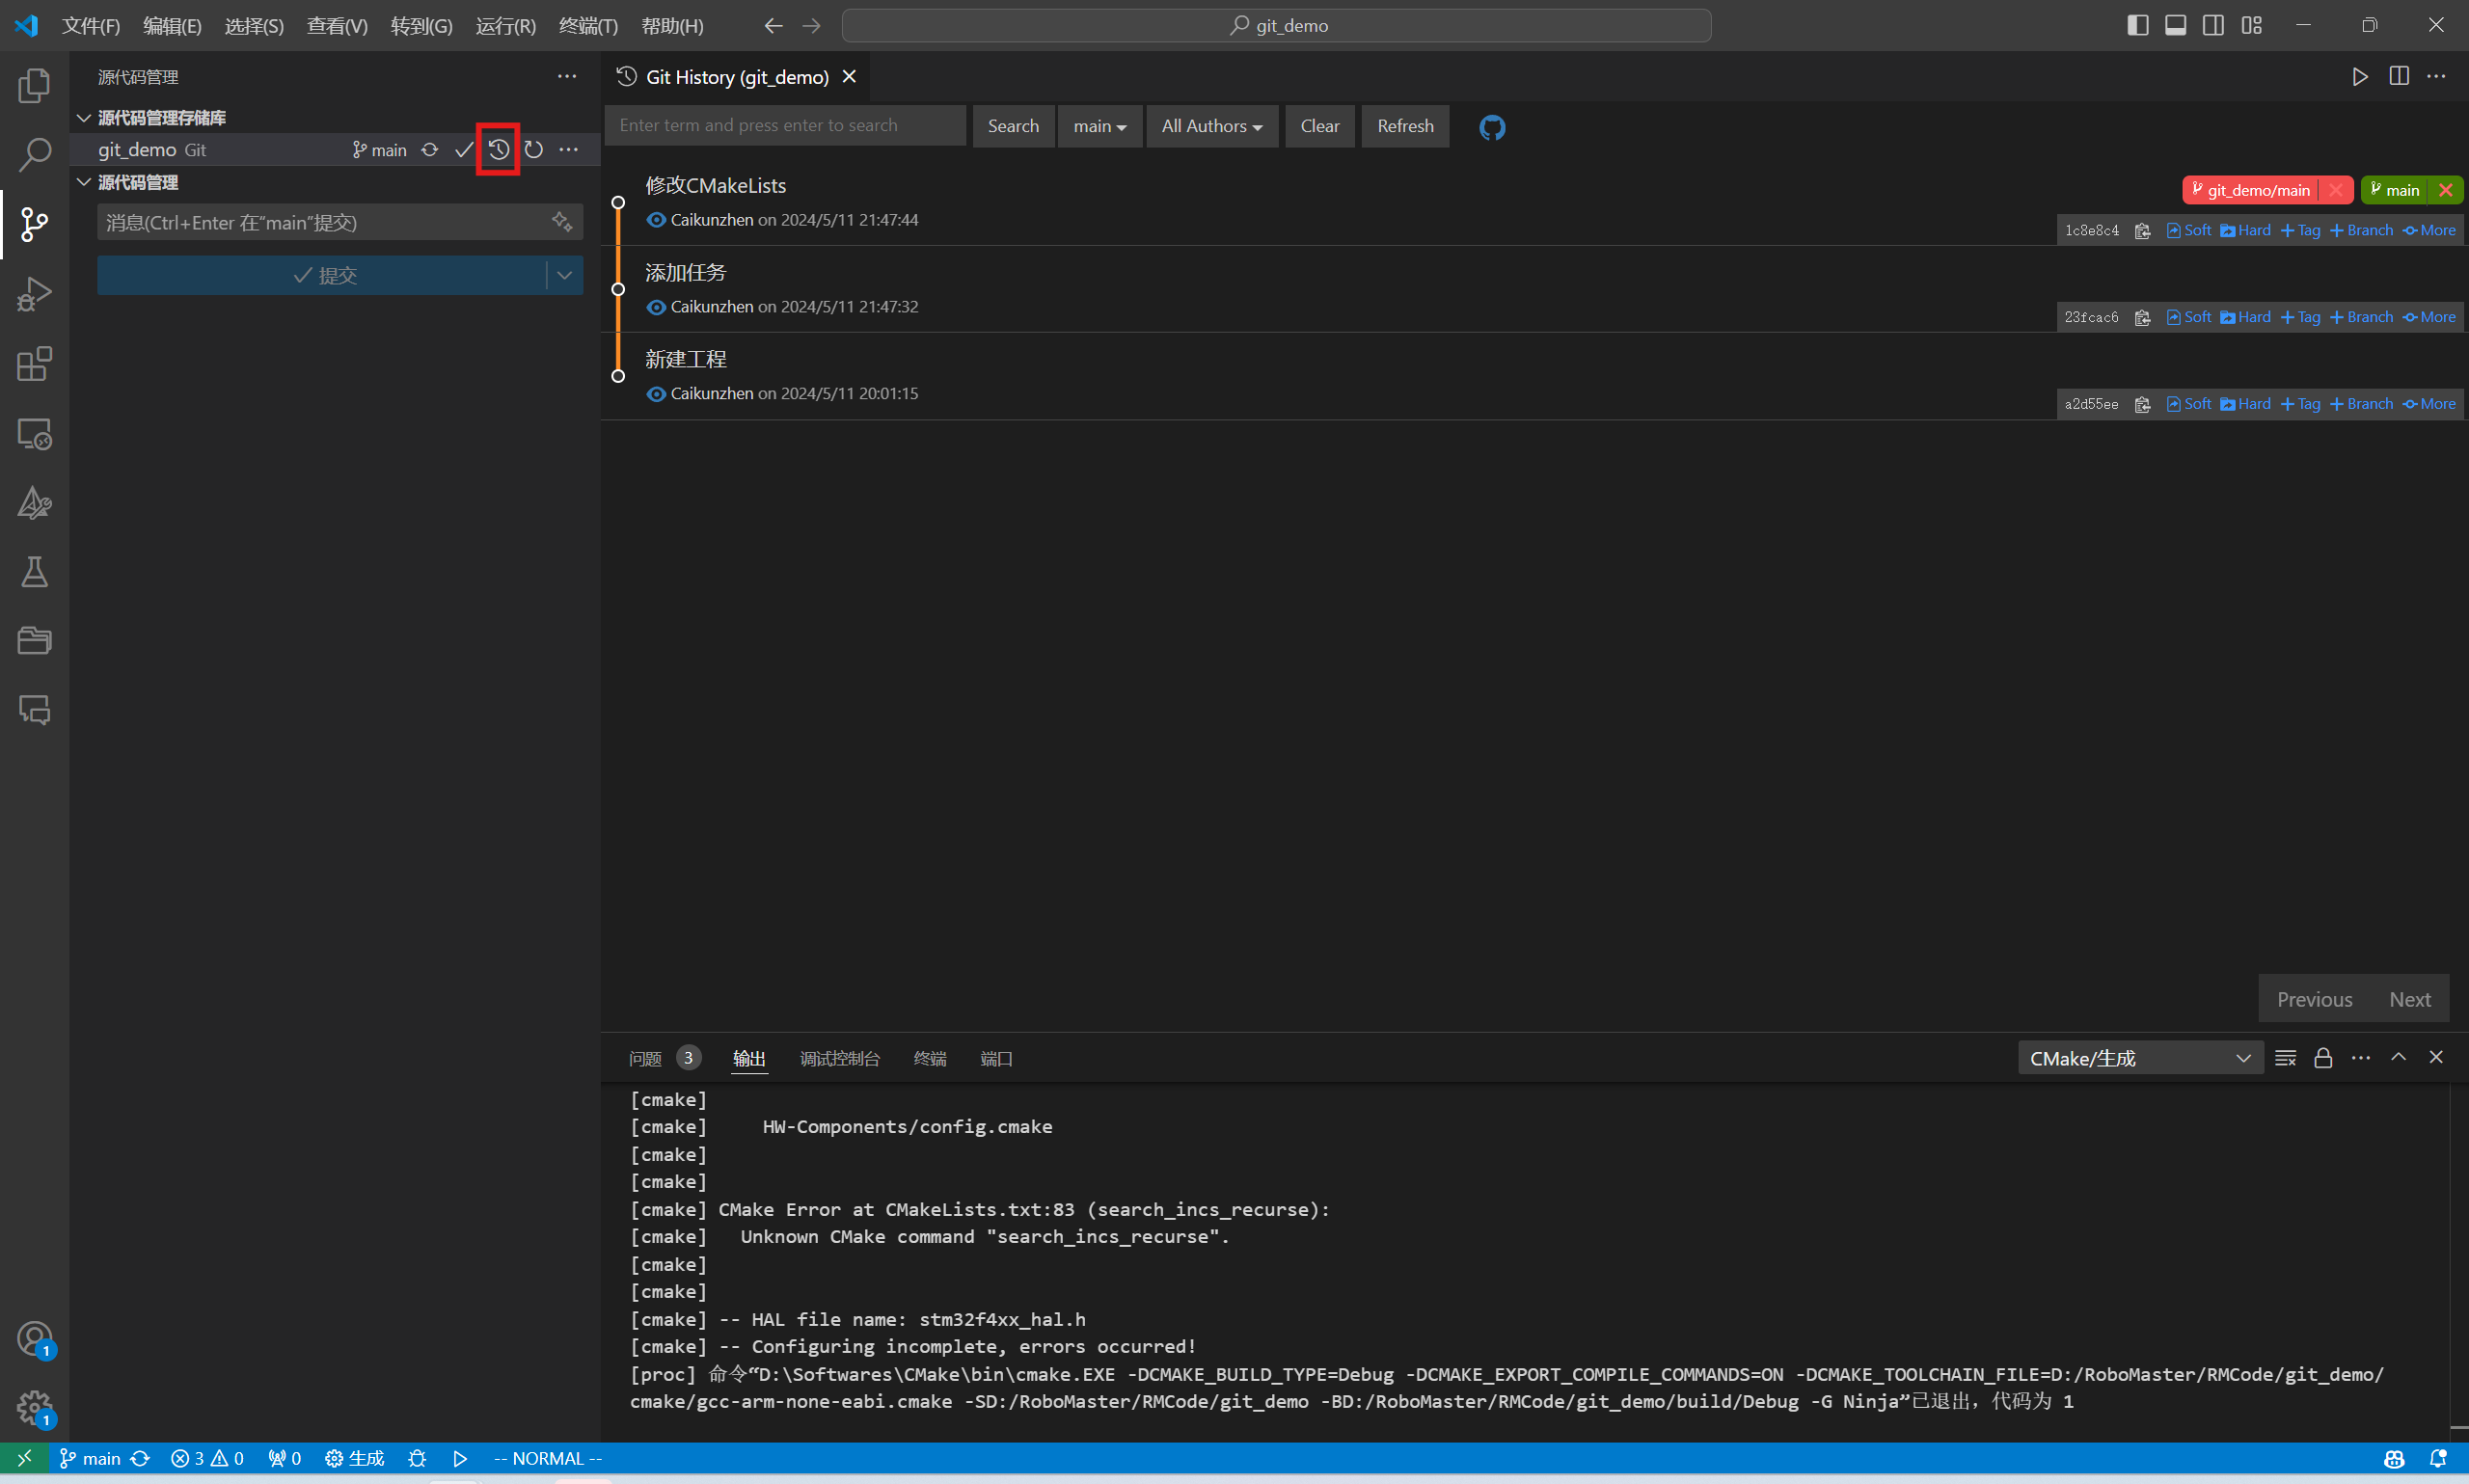 文件(F) 编辑(E) 选择(S) 查看(V) 转到(G) 运行(R) 终端(T) 帮助(H)
git_demo
源代码管理
源代码管理存储库
git_demo Git main
源代码管理
消息(Ctrl+Enter 在“main”提交)
提交
Git History (git_demo)
Enter term and press enter to search Search main All Authors Clear Refresh
修改CMakeLists
git_demo/main main
Caikunzhen on 2024/5/11 21:47:44
1c8e8c4 Soft Hard Tag Branch More
添加任务
Caikunzhen on 2024/5/11 21:47:32
23fcac6 Soft Hard Tag Branch More
新建工程
Caikunzhen on 2024/5/11 20:01:15
a2d55ee Soft Hard Tag Branch More
Previous Next
问题 3 输出 调试控制台 终端 端口
CMake/生成
[cmake]
[cmake]     HW-Components/config.cmake
[cmake]
[cmake]
[cmake] CMake Error at CMakeLists.txt:83 (search_incs_recurse):
[cmake]   Unknown CMake command "search_incs_recurse".
[cmake]
[cmake]
[cmake] -- HAL file name: stm32f4xx_hal.h
[cmake] -- Configuring incomplete, errors occurred!
[proc] 命令“D:\Softwares\CMake\bin\cmake.EXE -DCMAKE_BUILD_TYPE=Debug -DCMAKE_EXPORT_COMPILE_COMMANDS=ON -DCMAKE_TOOLCHAIN_FILE=D:/RoboMaster/RMCode/git_demo/
cmake/gcc-arm-none-eabi.cmake -SD:/RoboMaster/RMCode/git_demo -BD:/RoboMaster/RMCode/git_demo/build/Debug -G Ninja”已退出，代码为 1
1
1
main 3 0 0 生成 -- NORMAL --